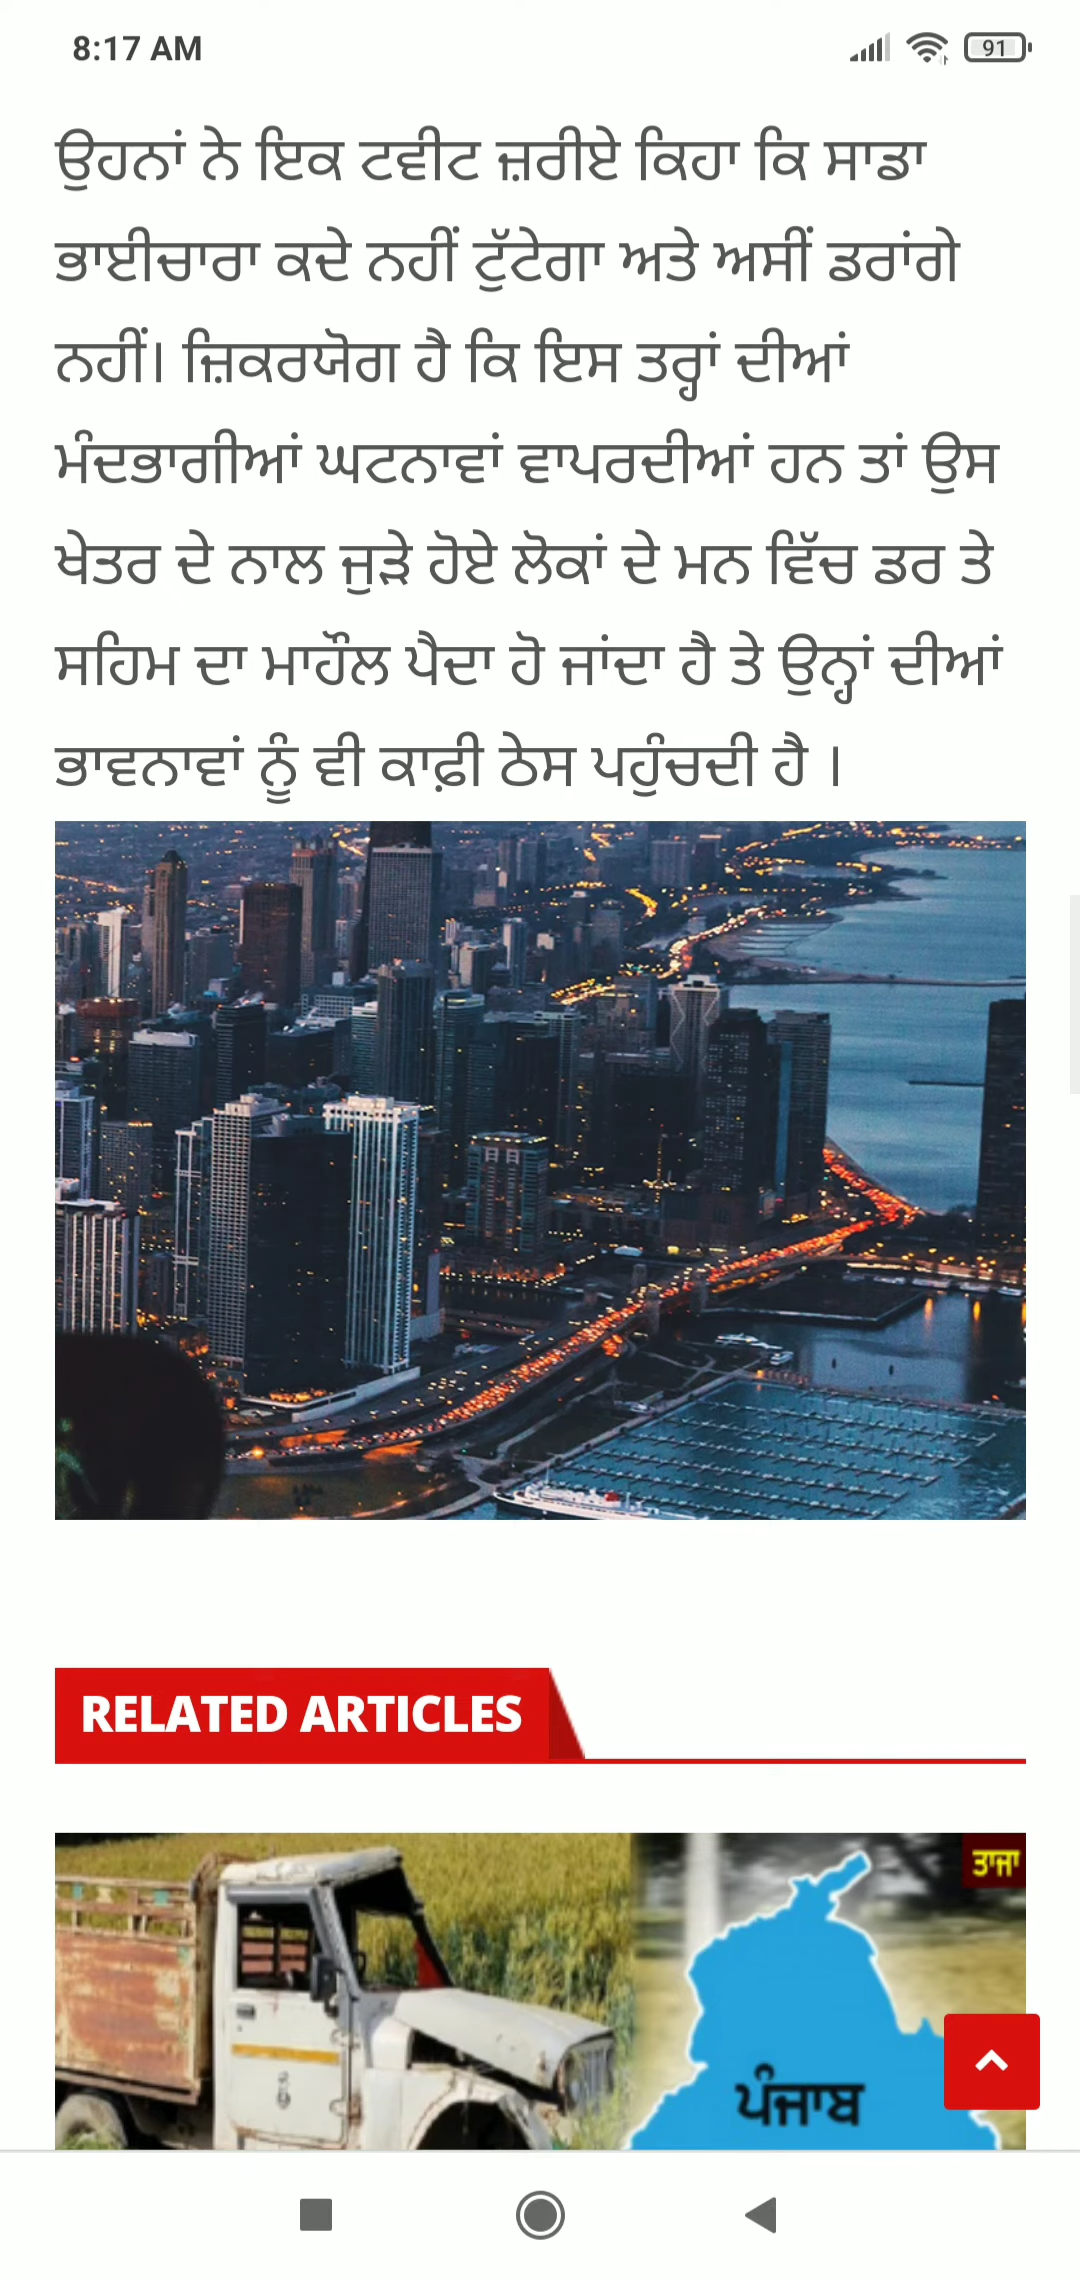 8:17 AM
91
ਉਹਨਾਂ ਨੇ ਇਕ ਟਵੀਟ ਜ਼ਰੀਏ ਕਿਹਾ ਕਿ ਸਾਡਾ
ਭਾਈਚਾਰਾ ਕਦੇ ਨਹੀਂ ਟੁੱਟੇਗਾ ਅਤੇ ਅਸੀਂ ਡਰਾਂਗੇ
ਨਹੀਂ। ਜ਼ਿਕਰਯੋਗ ਹੈ ਕਿ ਇਸ ਤਰ੍ਹਾਂ ਦੀਆਂ
ਮੰਦਭਾਗੀਆਂ ਘਟਨਾਵਾਂ ਵਾਪਰਦੀਆਂ ਹਨ ਤਾਂ ਉਸ
ਖੇਤਰ ਦੇ ਨਾਲ ਜੁੜੇ ਹੋਏ ਲੋਕਾਂ ਦੇ ਮਨ ਵਿੱਚ ਡਰ ਤੇ
ਸਹਿਮ ਦਾ ਮਾਹੌਲ ਪੈਦਾ ਹੋ ਜਾਂਦਾ ਹੈ ਤੇ ਉਨ੍ਹਾਂ ਦੀਆਂ
ਭਾਵਨਾਵਾਂ ਨੂੰ ਵੀ ਕਾਫ਼ੀ ਠੇਸ ਪਹੁੰਚਦੀ ਹੈ ।
RELATED ARTICLES
ਤਾਜਾ
ਪੰਜਾਬ